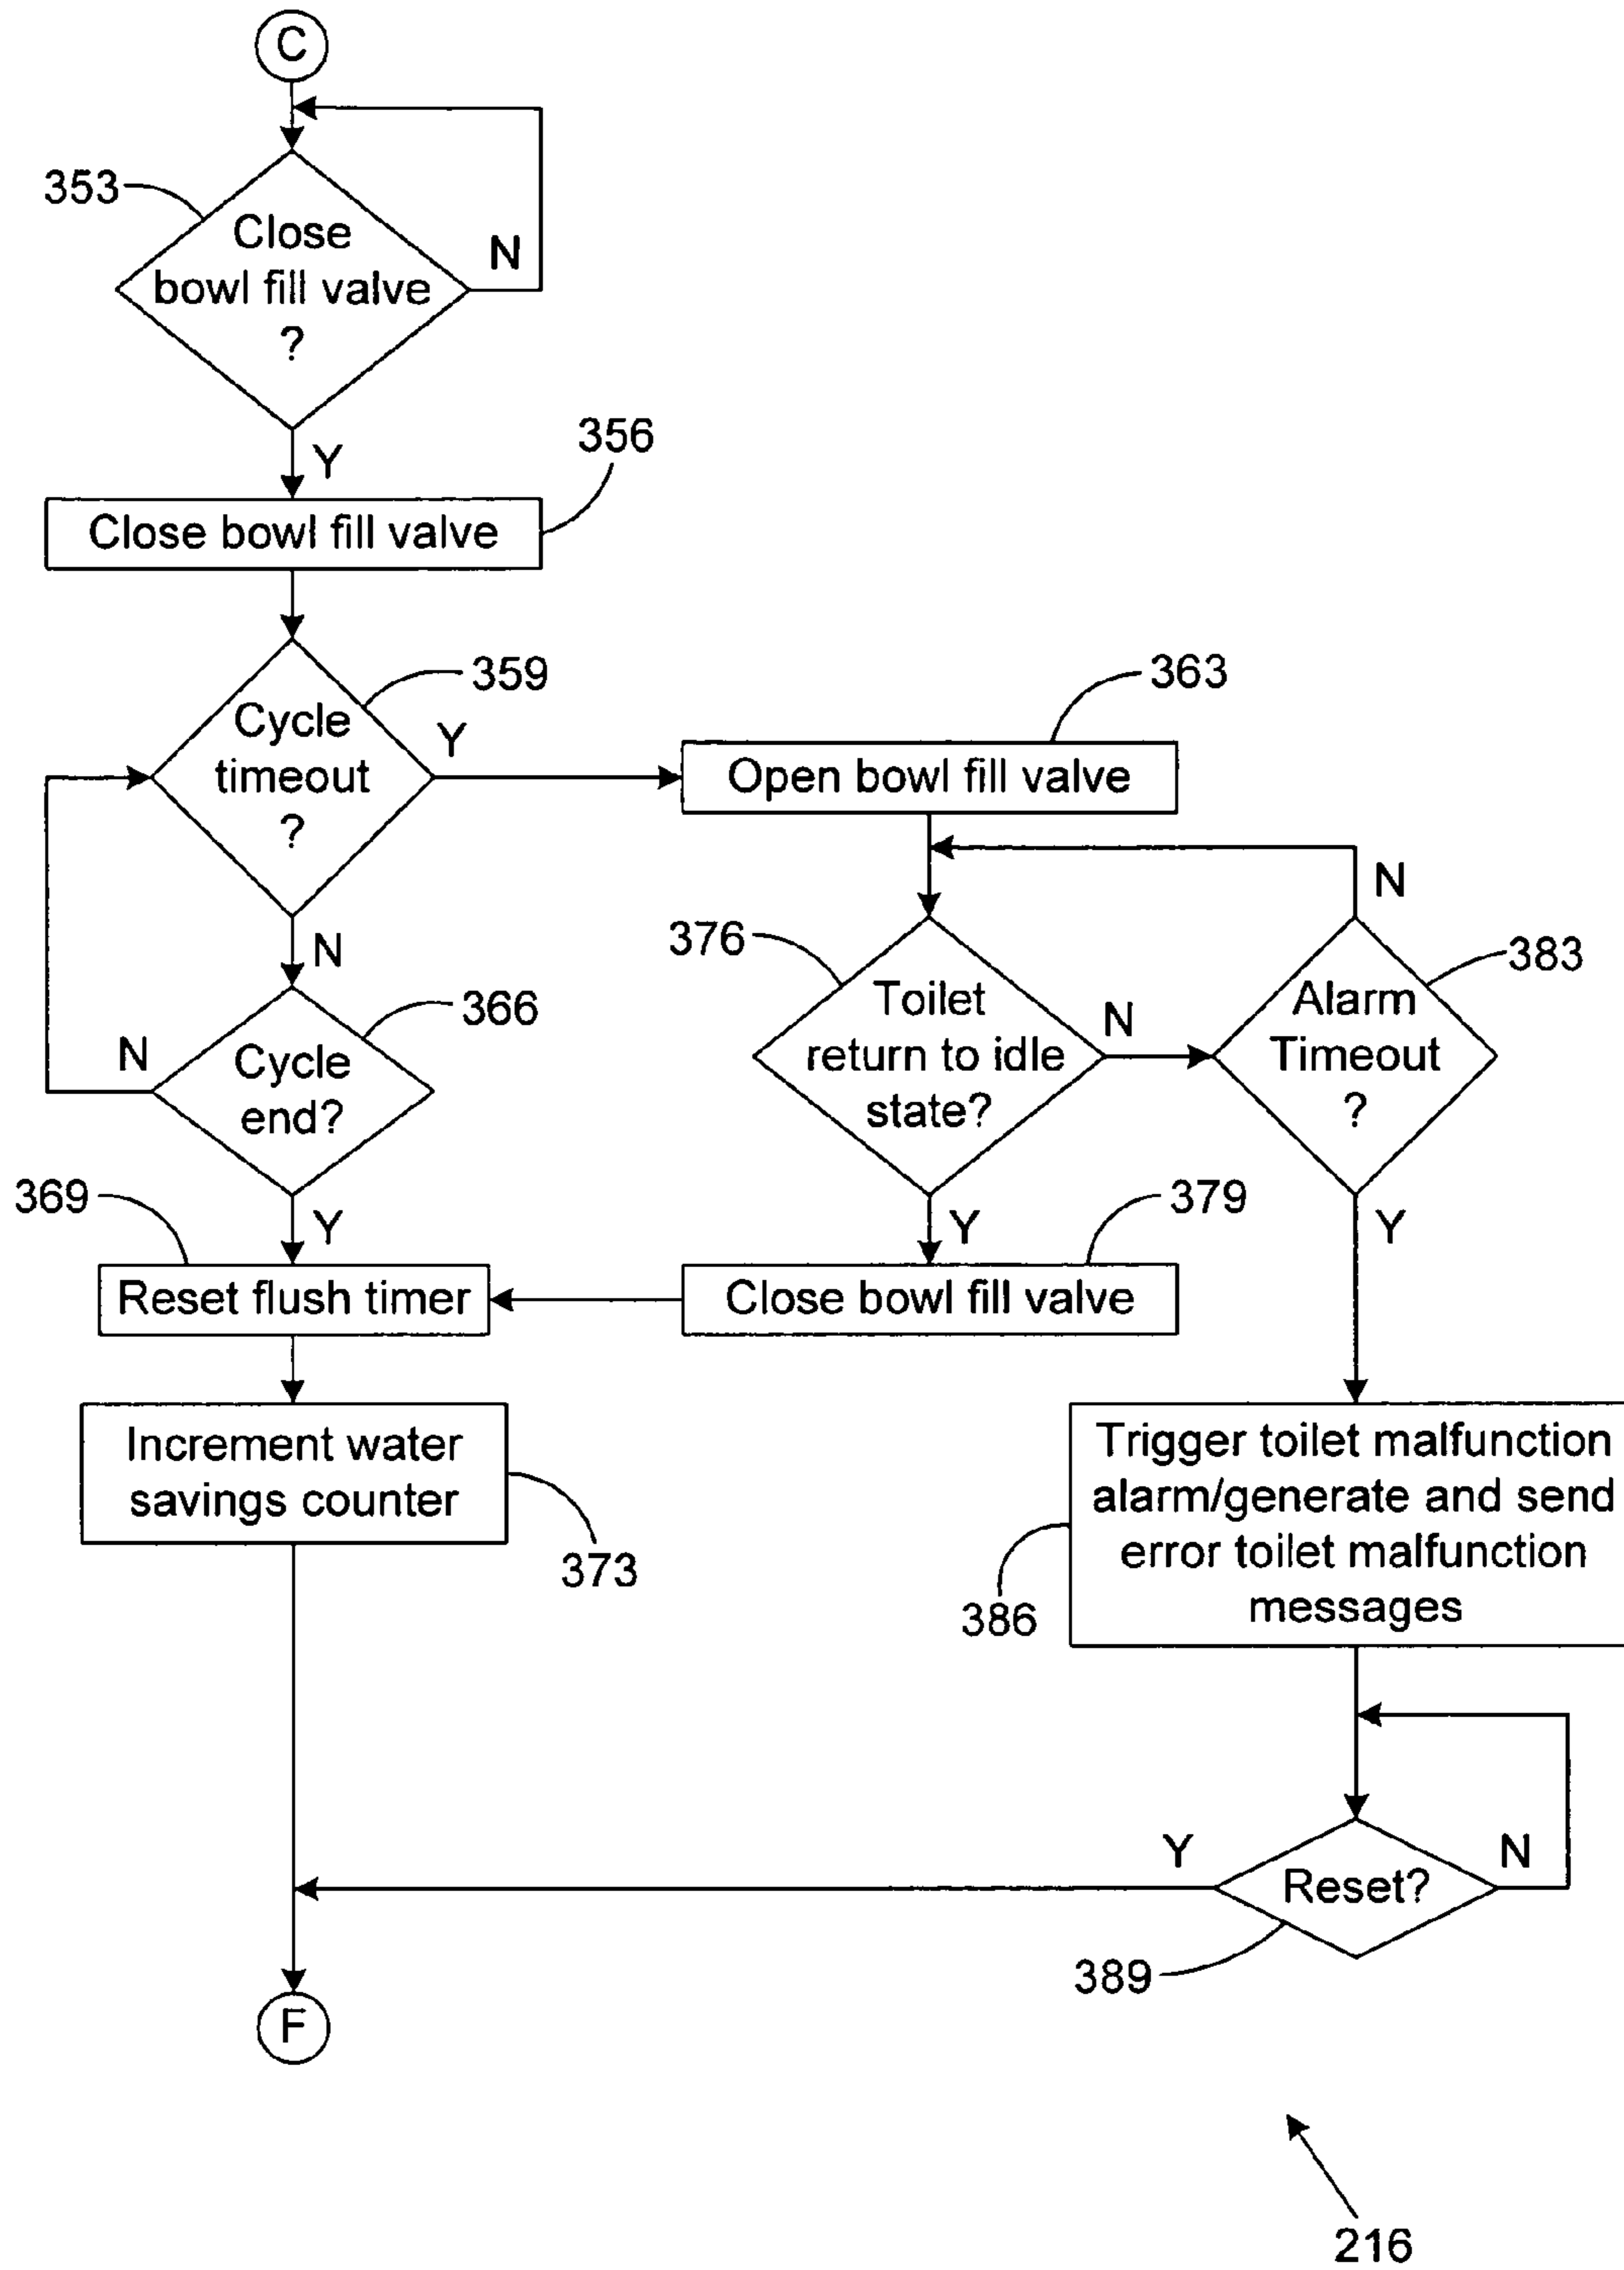 C
353
Close
bowl fill valve
?
N
Y
356
Close bowl fill valve
359
Cycle
timeout
?
Y
363
Open bowl fill valve
N
366
Cycle
end?
N
Y
376
Toilet
return to idle
state?
N
383
Alarm
Timeout
?
N
Y
Y
369
Reset flush timer
379
Close bowl fill valve
Increment water
savings counter
373
Trigger toilet malfunction
alarm/generate and send
error toilet malfunction
messages
386
Y
Reset?
N
389
F
216